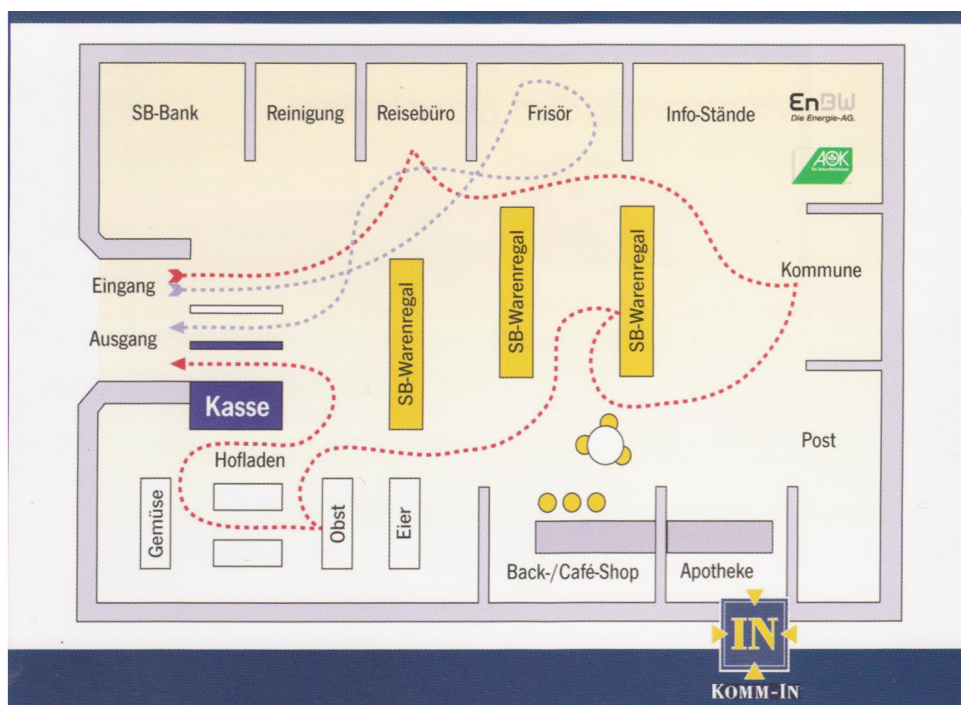 SB-Bank
Reinigung
Reisebüro
Frisör
Info-Stände
EnBW
Die Energie-AG.
AOK
Eingang
Ausgang
Kasse
SB-Warenregal
SB-Warenregal
SB-Warenregal
Kommune
Post
Hofladen
Gemüse
Obst
Eier
Back-/Café-Shop
Apotheke
IN
KOMM-IN